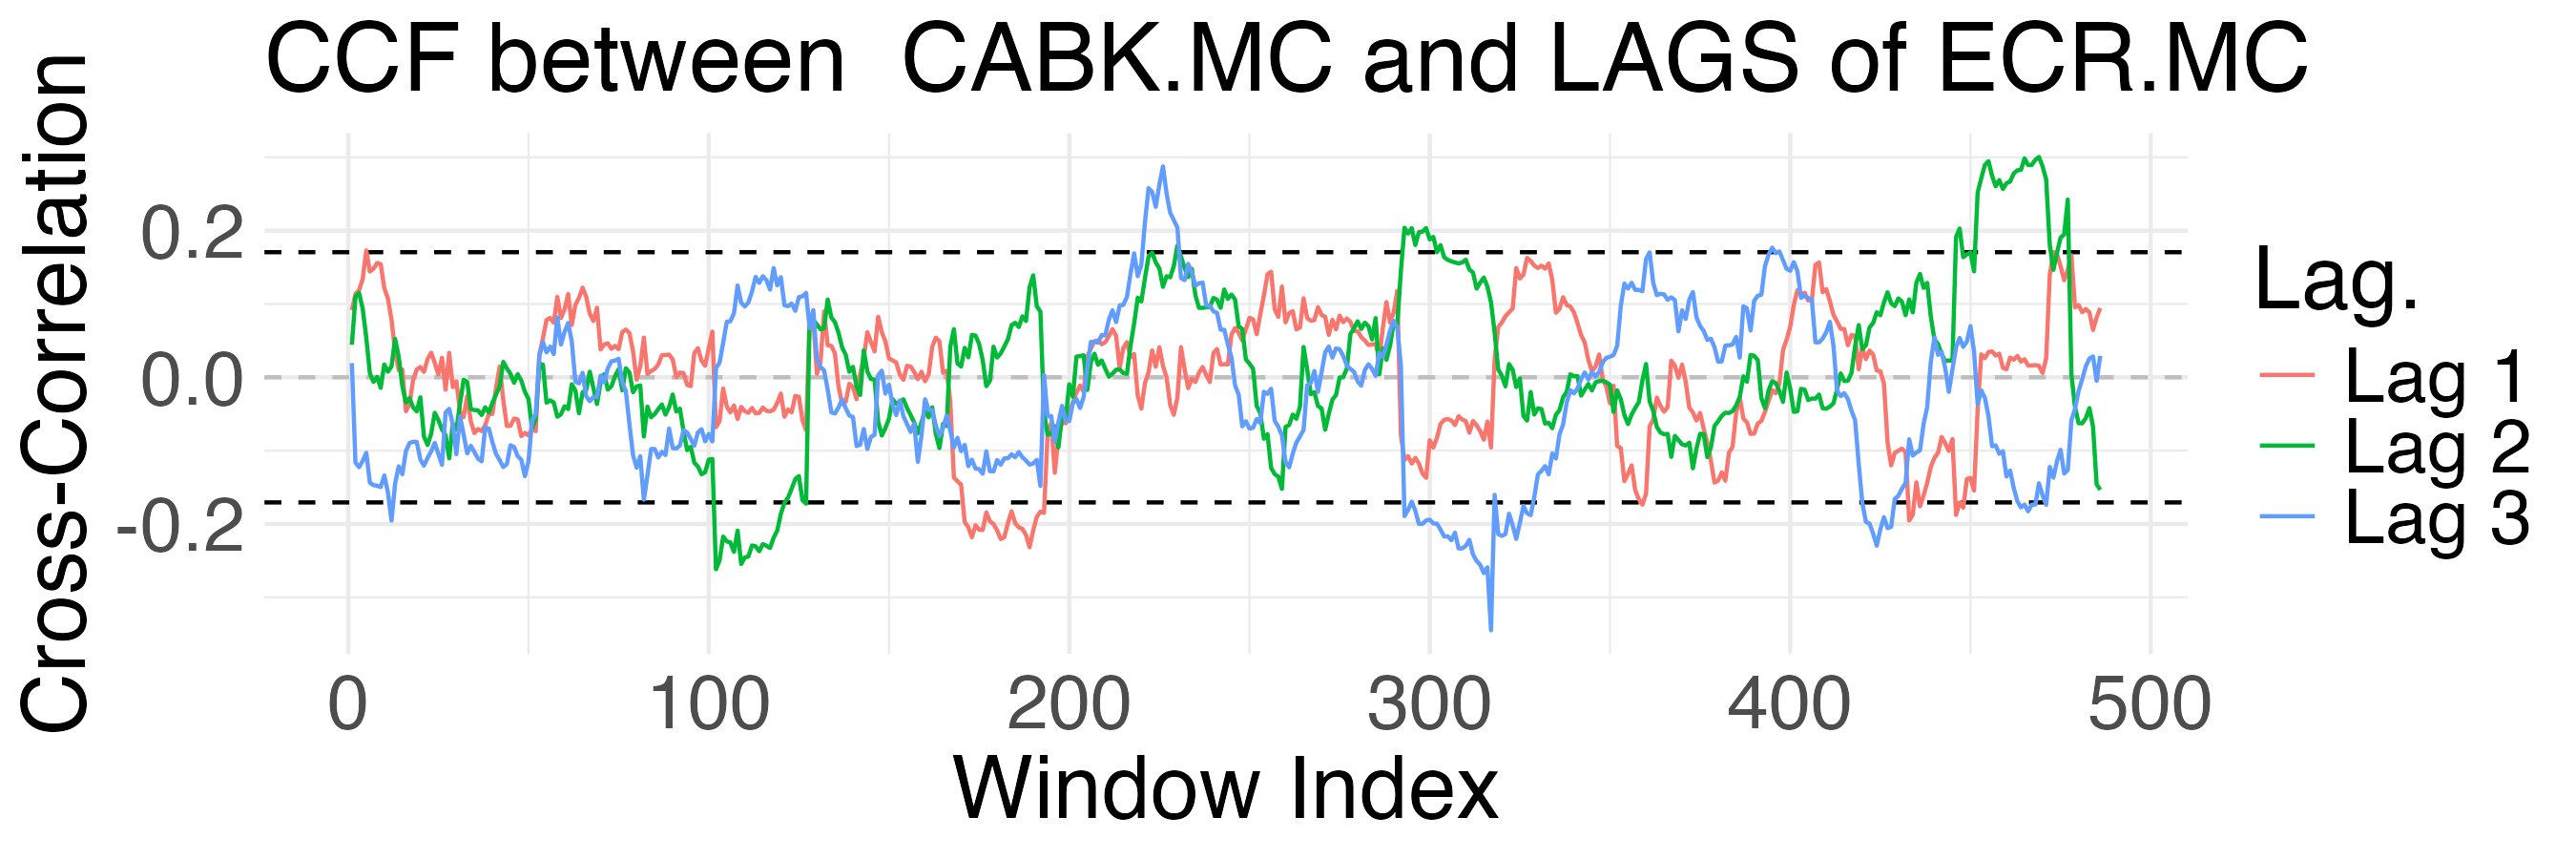 CCF between  CABK.MC and LAGS of ECR.MC
Cross-Correlation
0.2
0.0
-0.2
0
100
200
300
400
500
Window Index
Lag.
Lag 1
Lag 2
Lag 3